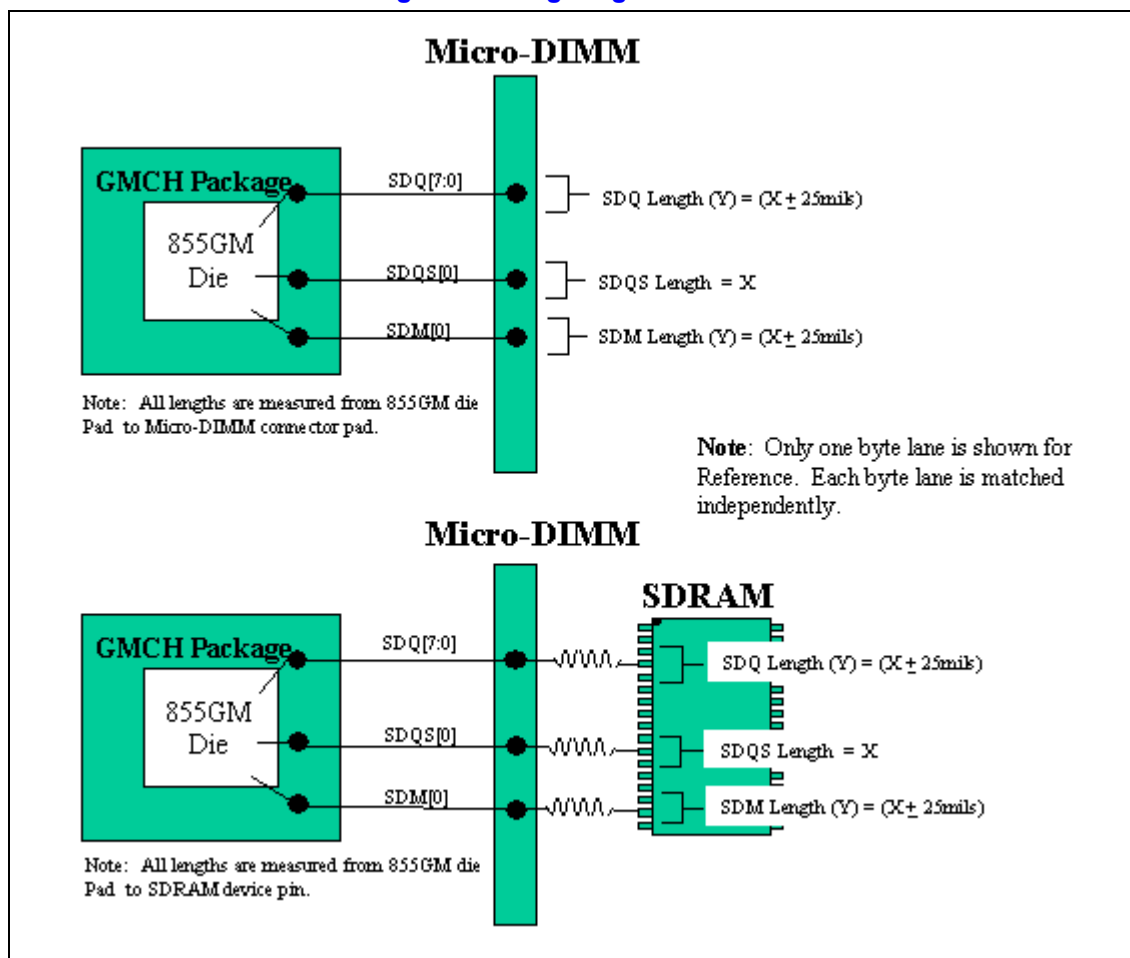 Micro-DIMM
GMCH Package
855GM
Die
SDQ[7:0]
SDQS[0]
SDM[0]
SDQ Length (Y) = (X ± 25mils)
SDQS Length = X
SDM Length (Y) = (X ± 25mils)
Note: All lengths are measured from 855GM die
Pad to Micro-DIMM connector pad.
Note: Only one byte lane is shown for
Reference. Each byte lane is matched
independently.
Micro-DIMM
SDRAM
GMCH Package
855GM
Die
SDQ[7:0]
SDQS[0]
SDM[0]
SDQ Length (Y) = (X ± 25mils)
SDQS Length = X
SDM Length (Y) = (X ± 25mils)
Note: All lengths are measured from 855GM die
Pad to SDRAM device pin.